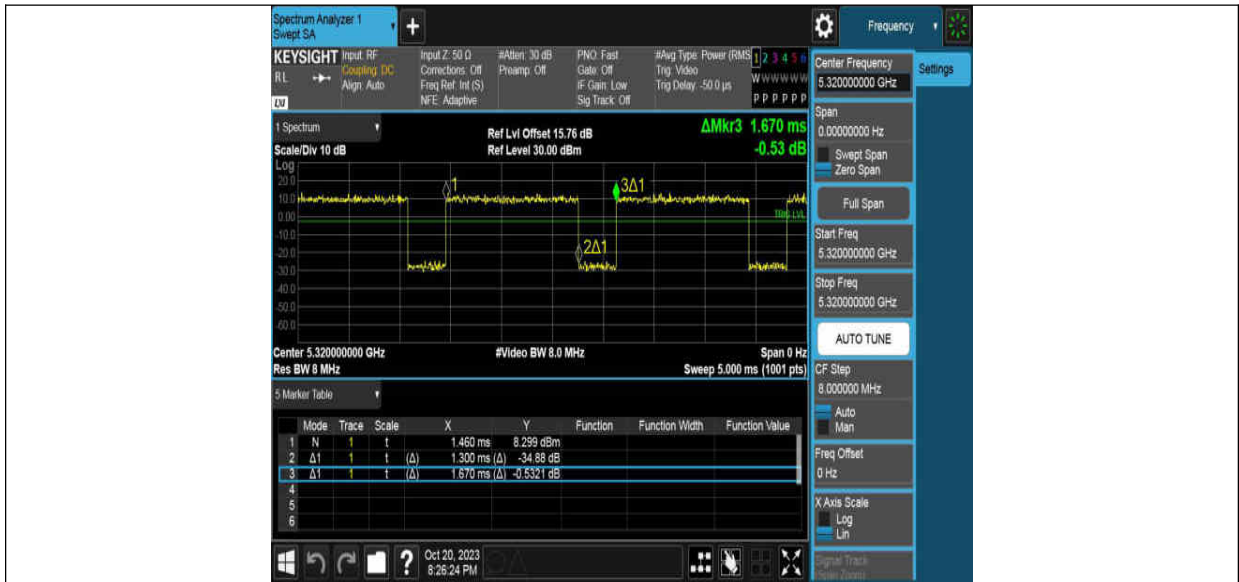 Spectrum Analyzer 1
Swept SA
+
Frequency
KEYSIGHT
RL
LXI
Input: RF
Coupling: DC
Align: Auto
Input Z: 50 Ω
Corrections: Off
Freq Ref: Int (S)
NFE: Adaptive
#Atten: 30 dB
Preamp: Off
PNO: Fast
Gate: Off
IF Gain: Low
Sig Track: Off
#Avg Type: Power (RMS
Trig: Video
Trig Delay: -50.0 µs
1 2 3 4 5 6
W W W W W W
P P P P P P
Center Frequency
5.320000000 GHz
Settings
1 Spectrum
Scale/Div 10 dB
Ref Lvl Offset 15.76 dB
Ref Level 30.00 dBm
ΔMkr3 1.670 ms
-0.53 dB
Log
20.0
10.0
0.00
-10.0
-20.0
-30.0
-40.0
-50.0
-60.0
1
3Δ1
2Δ1
TRIG LVL
Center 5.320000000 GHz
#Video BW 8.0 MHz
Span 0 Hz
Res BW 8 MHz
Sweep 5.000 ms (1001 pts)
Span
0.00000000 Hz
Swept Span
Zero Span
Full Span
Start Freq
5.320000000 GHz
Stop Freq
5.320000000 GHz
AUTO TUNE
CF Step
8.000000 MHz
Auto
Man
Freq Offset
0 Hz
X Axis Scale
Log
Lin
Signal Track
(Span Zoom)
5 Marker Table
Mode Trace Scale X Y Function Function Width Function Value
1 N 1 t 1.460 ms 8.299 dBm
2 Δ1 1 t (Δ) 1.300 ms (Δ) -34.88 dB
3 Δ1 1 t (Δ) 1.670 ms (Δ) -0.5321 dB
4
5
6
?
Oct 20, 2023
8:26:24 PM